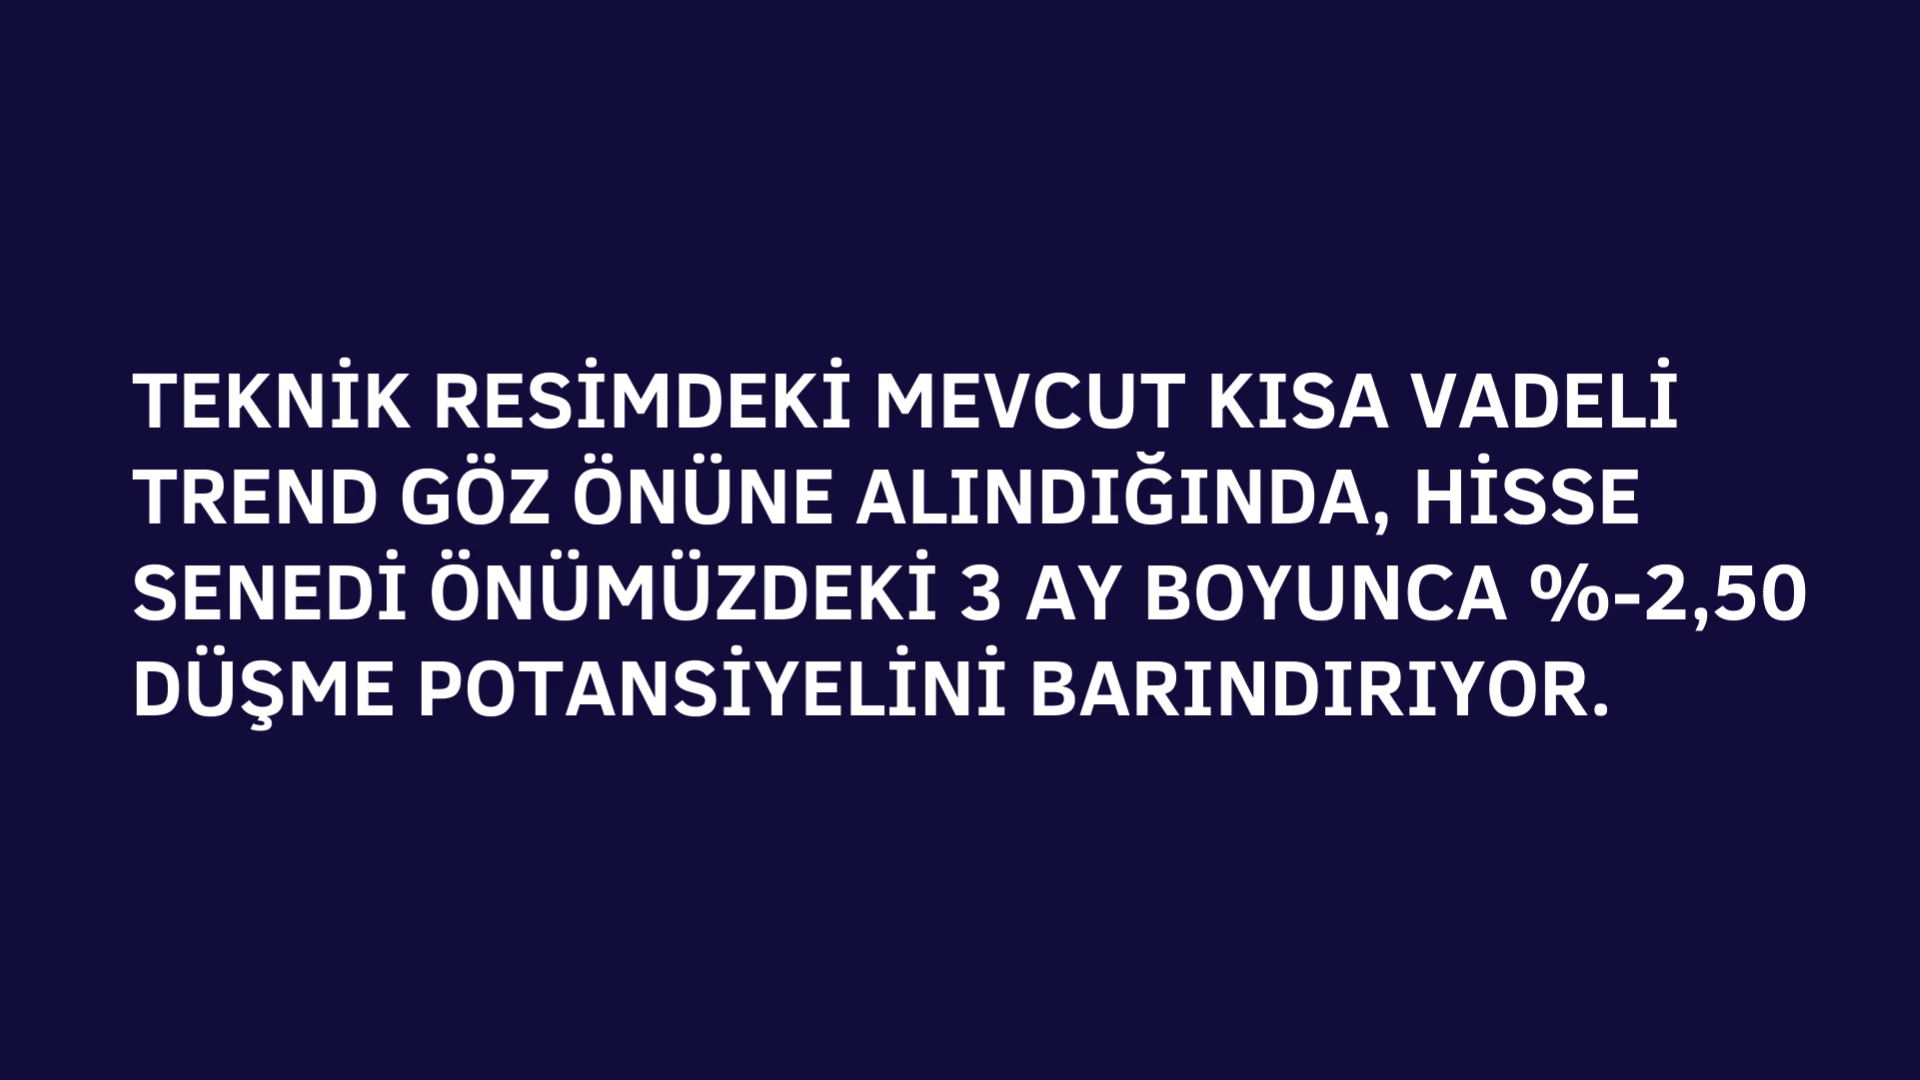 TEKNİK RESİMDEKİ MEVCUT KISA VADELİ
TREND GÖZ ÖNÜNE ALINDIĞINDA, HİSSE
SENEDİ ÖNÜMÜZDEKİ 3 AY BOYUNCA %-2,50
DÜŞME POTANSİYELİNİ BARINDIRIYOR.